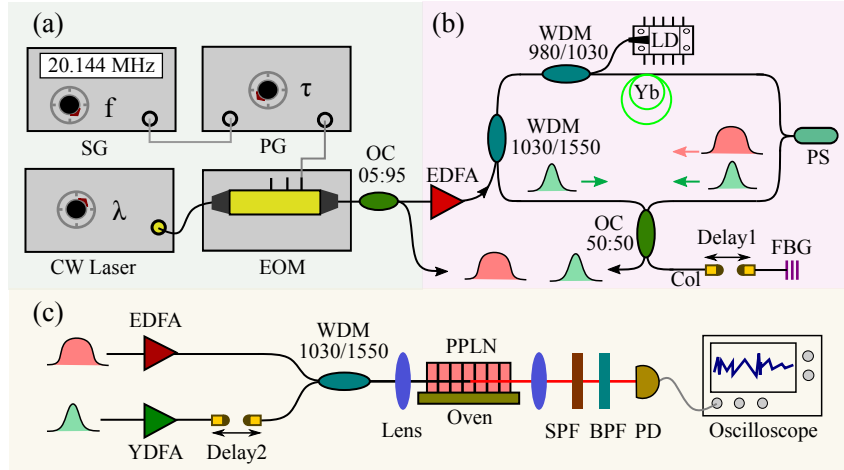 (a)
20.144 MHz
f
SG
τ
PG
λ
CW Laser
EOM
OC
05:95
EDFA
(b)
WDM
980/1030
LD
Yb
WDM
1030/1550
PS
OC
50:50
Delay1
FBG
Col
(c)
EDFA
YDFA
Delay2
WDM
1030/1550
Lens
PPLN
Oven
SPF
BPF
PD
Oscilloscope